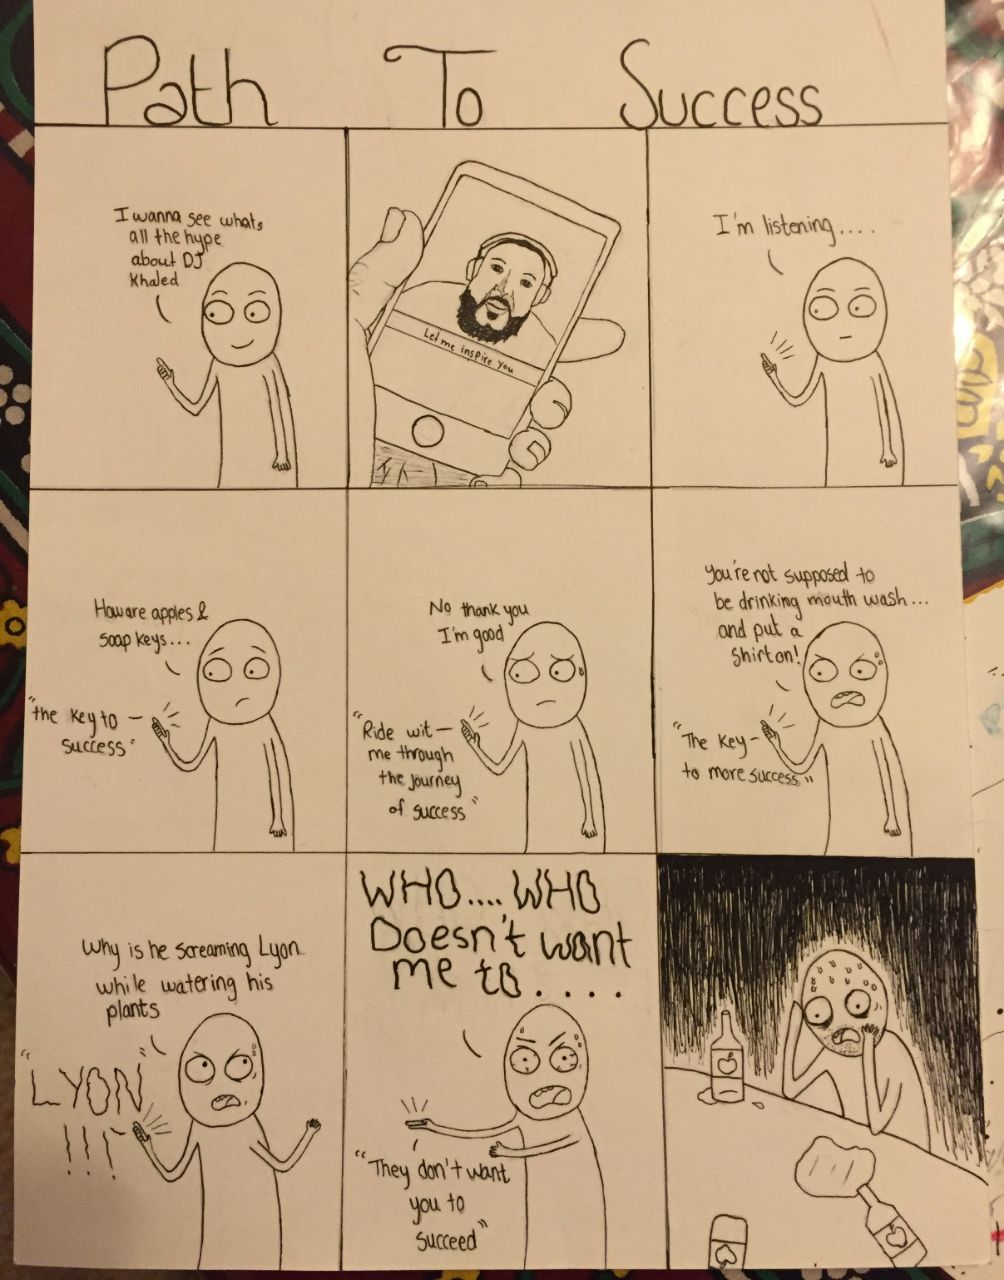 Path To Success
I wanna see whats
all the hype
about DJ
Khaled
Let me inspire you
I'm listening....
How are apples &
soap keys...
"the key to
success"
No thank you
I'm good
"Ride wit
me through
the journey
of success"
You're not supposed to
be drinking mouth wash...
and put a
shirt on!
"The key
to more success"
Why is he screaming Lyon
while watering his
plants
"LYON"
!!!
WHO.... WHO
Doesn't want
me to....
"They don't want
you to
succeed"